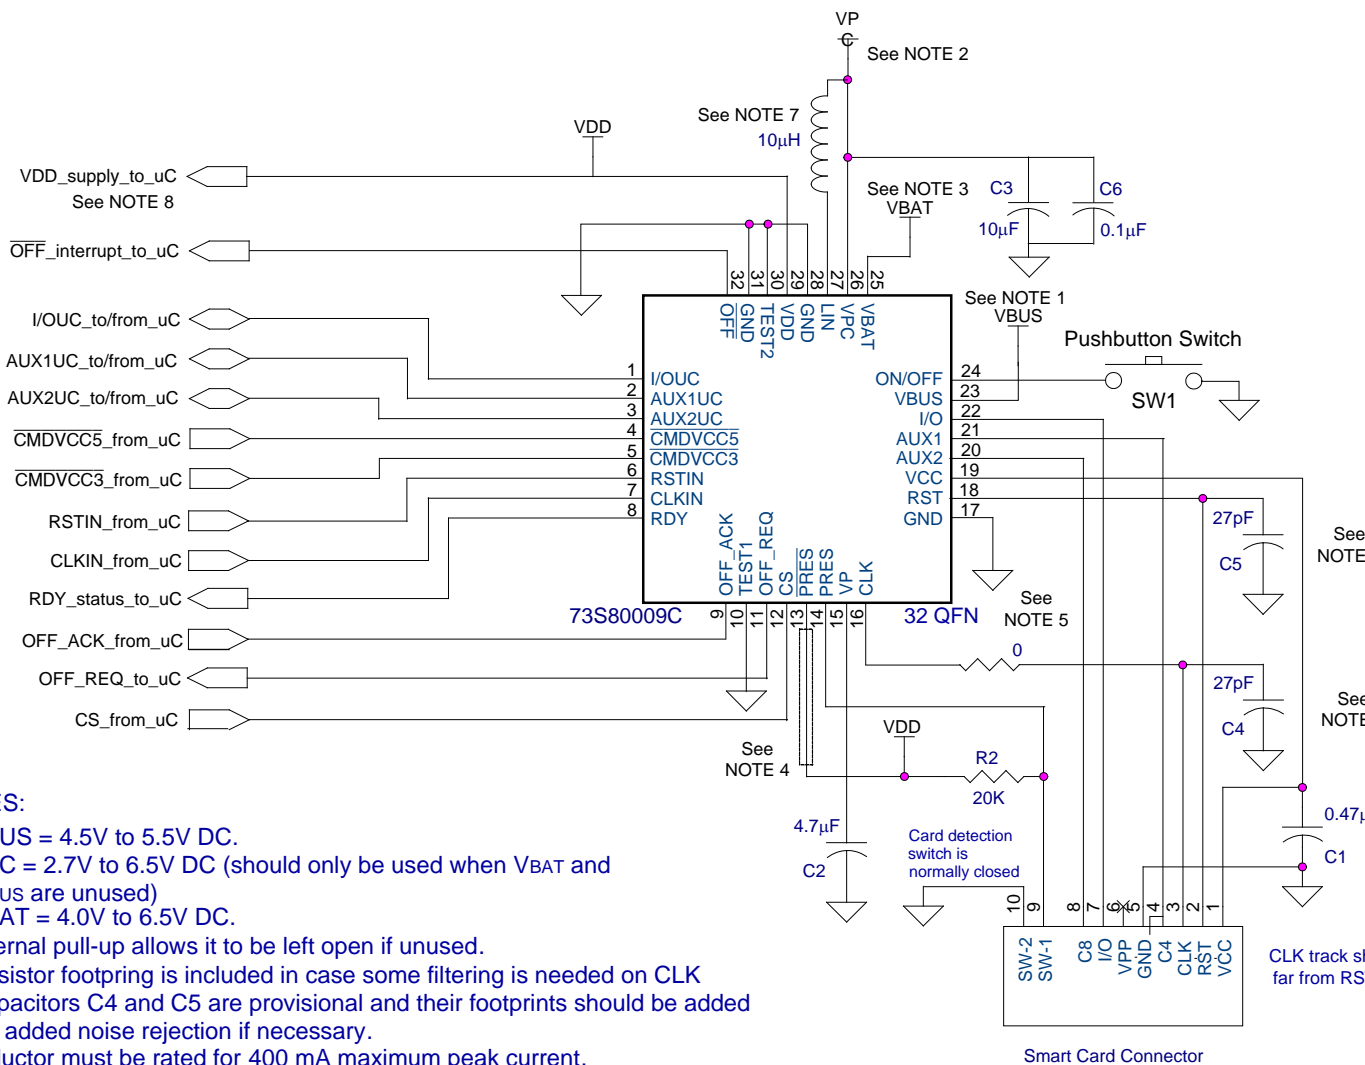 VP
C
See NOTE 2
See NOTE 7
10µH
VDD
VDD_supply_to_uC
See NOTE 8
See NOTE 3
VBAT
C3
10µF
C6
0.1µF
OFF_interrupt_to_uC
I/OUC_to/from_uC
AUX1UC_to/from_uC
AUX2UC_to/from_uC
CMDVCC5_from_uC
CMDVCC3_from_uC
RSTIN_from_uC
CLKIN_from_uC
RDY_status_to_uC
OFF_ACK_from_uC
OFF_REQ_to_uC
CS_from_uC
32 31 30 29 28 27 26 25
OFF GND TEST2 VDD GND LIN VPC VBAT
1 I/OUC
2 AUX1UC
3 AUX2UC
4 CMDVCC5
5 CMDVCC3
6 RSTIN
7 CLKIN
8 RDY
ON/OFF 24
VBUS 23
I/O 22
AUX1 21
AUX2 20
VCC 19
RST 18
GND 17
OFF_ACK TEST1 OFF_REQ CS PRES PRES VP CLK
9 10 11 12 13 14 15 16
73S80009C
32 QFN
See NOTE 1
VBUS
Pushbutton Switch
SW1
27pF
C5
See
NOTE
See
NOTE 5
0
27pF
C4
See
NOTE
See
NOTE 4
VDD
R2
20K
4.7µF
C2
0.47µ
C1
Card detection
switch is
normally closed
10 9 8 7 6 5 4 3 2 1
SW-2 SW-1 C8 I/O VPP GND C4 CLK RST VCC
CLK track sh
far from RS
Smart Card Connector
ES:
US = 4.5V to 5.5V DC.
C = 2.7V to 6.5V DC (should only be used when VBAT and
US are unused)
AT = 4.0V to 6.5V DC.
ernal pull-up allows it to be left open if unused.
sistor footpring is included in case some filtering is needed on CLK
pacitors C4 and C5 are provisional and their footprints should be added
added noise rejection if necessary.
ductor must be rated for 400 mA maximum peak current.